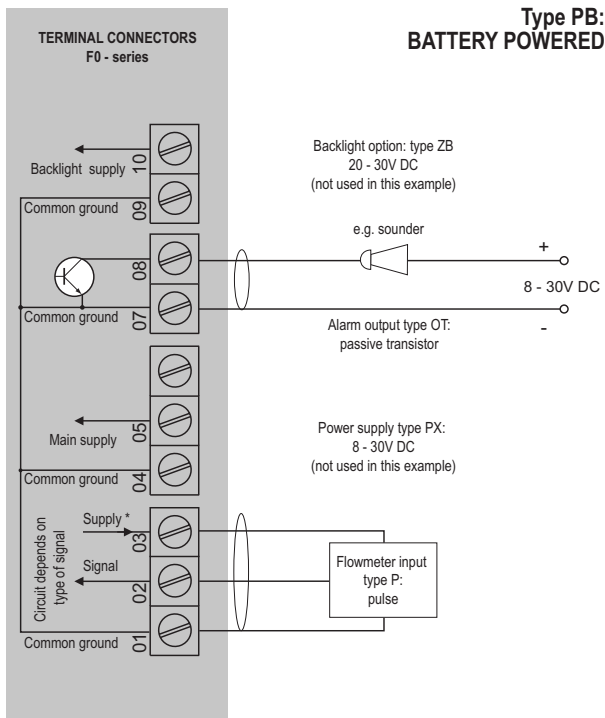 Type PB:
BATTERY POWERED
TERMINAL CONNECTORS
F0 - series
10
Backlight supply
09
Common ground
Backlight option: type ZB
20 - 30V DC
(not used in this example)
e.g. sounder
+
08
8 - 30V DC
07
Common ground
-
Alarm output type OT:
passive transistor
05
Main supply
04
Common ground
Power supply type PX:
8 - 30V DC
(not used in this example)
Circuit depends on
type of signal
Supply *
03
Signal
02
Flowmeter input
type P:
pulse
01
Common ground